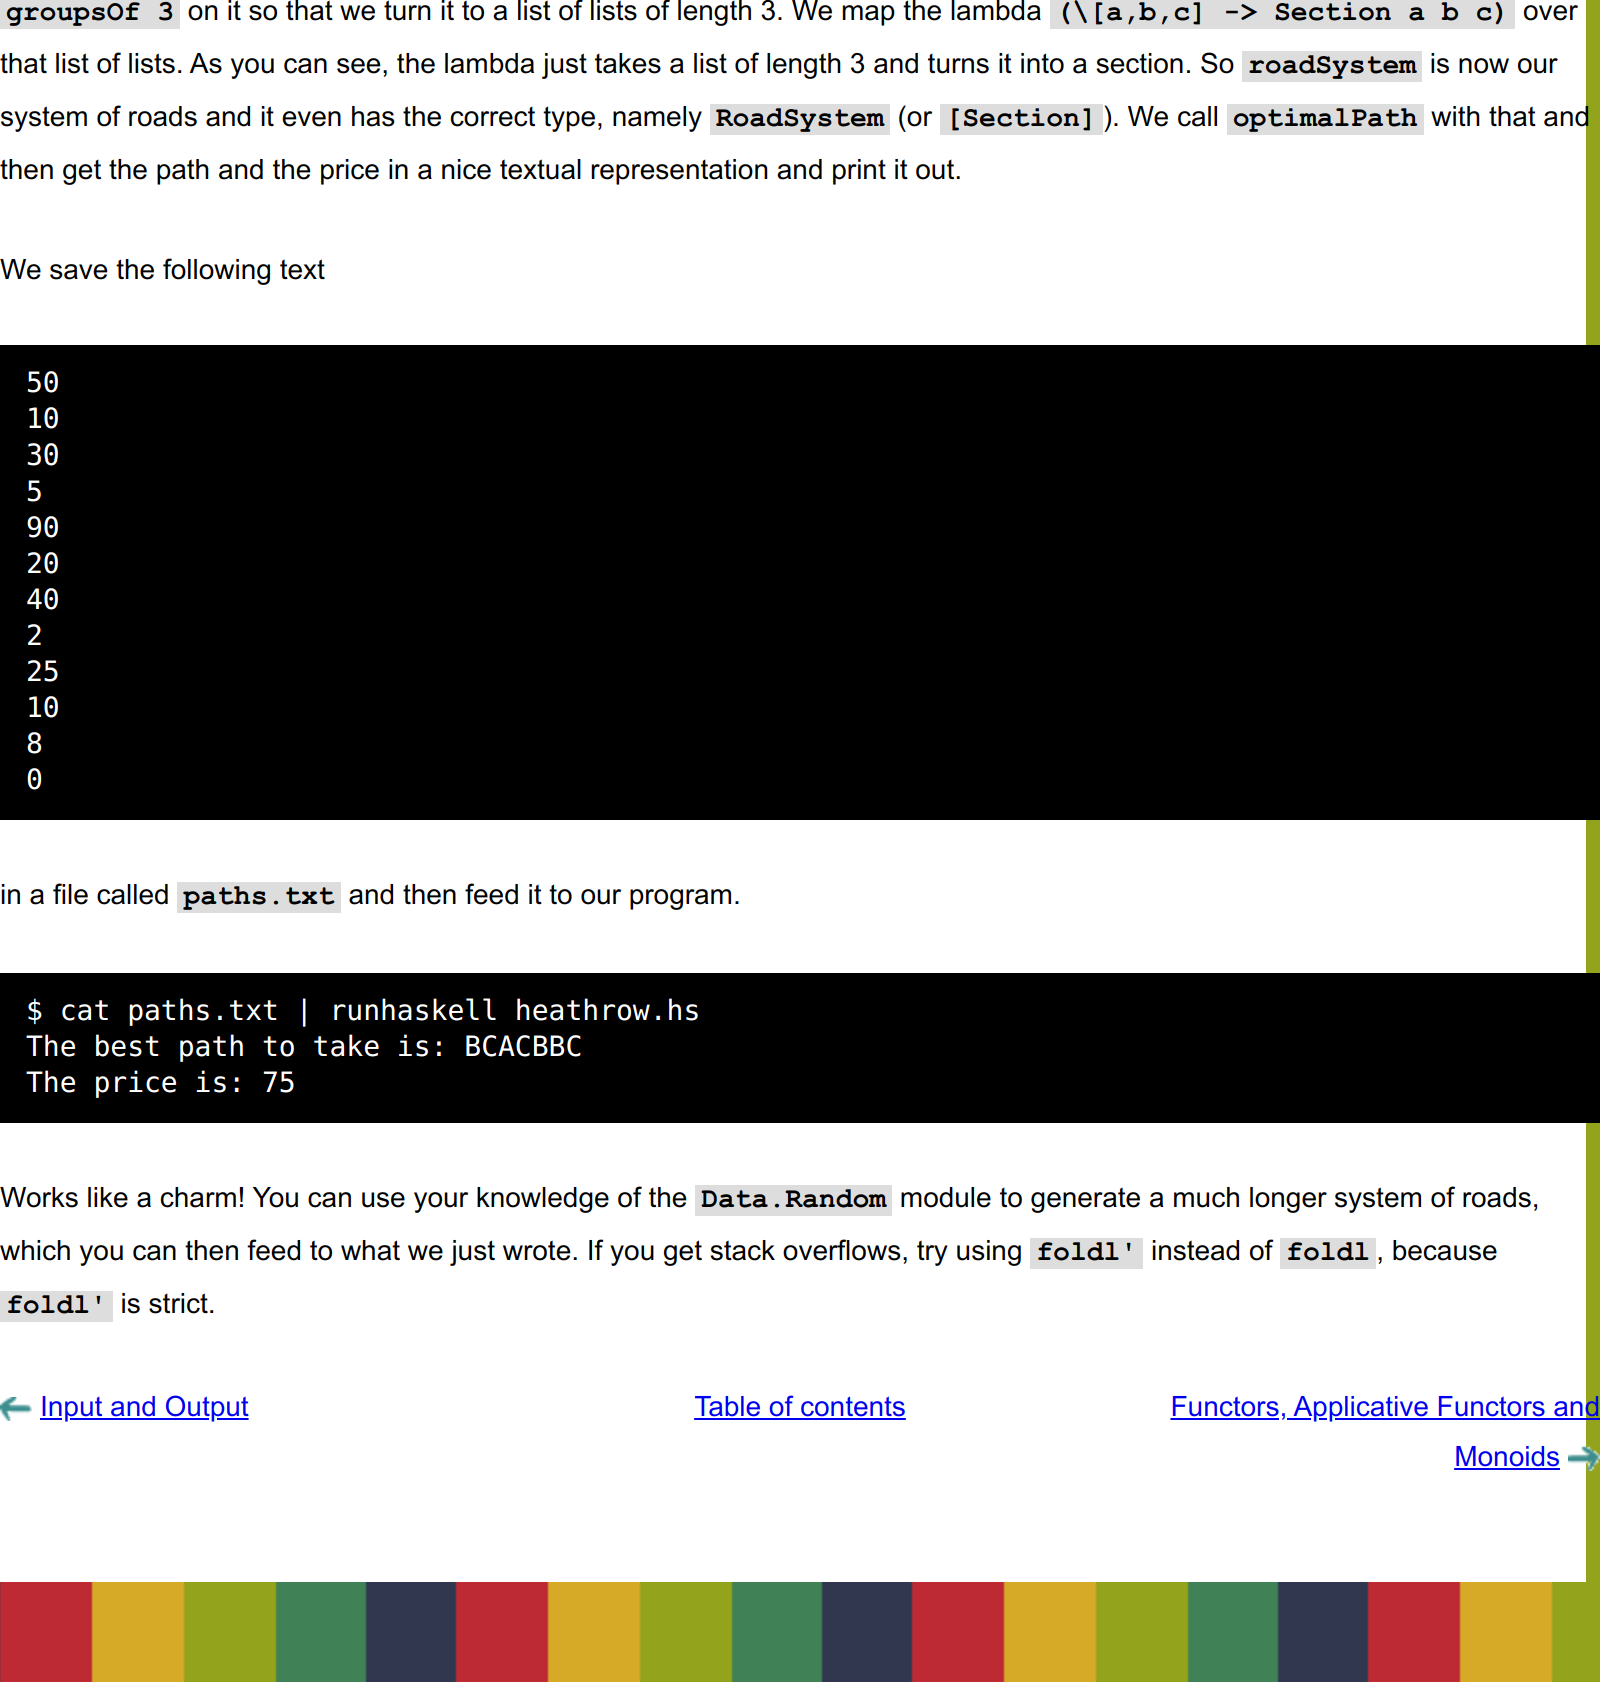 groupsOf 3 on it so that we turn it to a list of lists of length 3. We map the lambda (\[a,b,c] -> Section a b c) over
that list of lists. As you can see, the lambda just takes a list of length 3 and turns it into a section. So roadSystem is now our
system of roads and it even has the correct type, namely RoadSystem (or [Section]). We call optimalPath with that and
then get the path and the price in a nice textual representation and print it out.
We save the following text
50
10
30
5
90
20
40
2
25
10
8
0
in a file called paths.txt and then feed it to our program.
$ cat paths.txt | runhaskell heathrow.hs
The best path to take is: BCACBBC
The price is: 75
Works like a charm! You can use your knowledge of the Data.Random module to generate a much longer system of roads,
which you can then feed to what we just wrote. If you get stack overflows, try using foldl' instead of foldl, because
foldl' is strict.
Input and Output
Table of contents
Functors, Applicative Functors and
Monoids